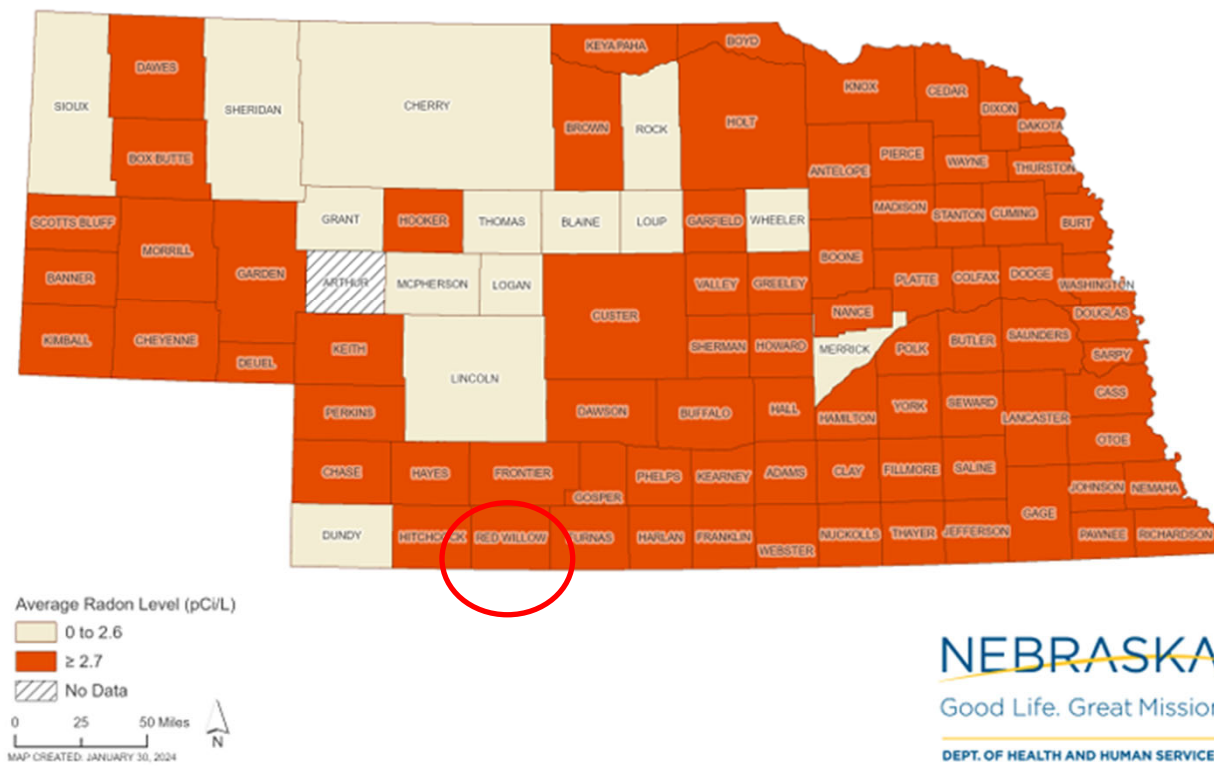 KEYA PAHA
BOYD
DAWES
SIOUX
SHERIDAN
CHERRY
BROWN
ROCK
HOLT
KNOX
CEDAR
DIXON
DAKOTA
BOX BUTTE
ANTELOPE
PIERCE
WAYNE
THURSTON
SCOTTS BLUFF
GRANT
HOOKER
THOMAS
BLAINE
LOUP
GARFIELD
WHEELER
MADISON
STANTON
CUMING
BURT
MORRILL
BANNER
GARDEN
ARTHUR
MCPHERSON
LOGAN
CUSTER
VALLEY
GREELEY
BOONE
PLATTE
COLFAX
DODGE
WASHINGTON
KIMBALL
CHEYENNE
DEUEL
KEITH
LINCOLN
SHERMAN
HOWARD
NANCE
MERRICK
POLK
BUTLER
SAUNDERS
DOUGLAS
SARPY
PERKINS
DAWSON
BUFFALO
HALL
HAMILTON
YORK
SEWARD
LANCASTER
CASS
OTOE
CHASE
HAYES
FRONTIER
GOSPER
PHELPS
KEARNEY
ADAMS
CLAY
FILLMORE
SALINE
GAGE
JOHNSON
NEMAHA
DUNDY
HITCHCOCK
RED WILLOW
FURNAS
HARLAN
FRANKLIN
WEBSTER
NUCKOLLS
THAYER
JEFFERSON
PAWNEE
RICHARDSON
Average Radon Level (pCi/L)
0 to 2.6
≥ 2.7
No Data
0 25 50 Miles
N
MAP CREATED: JANUARY 30, 2024
NEBRASKA
Good Life. Great Mission
DEPT. OF HEALTH AND HUMAN SERVICE